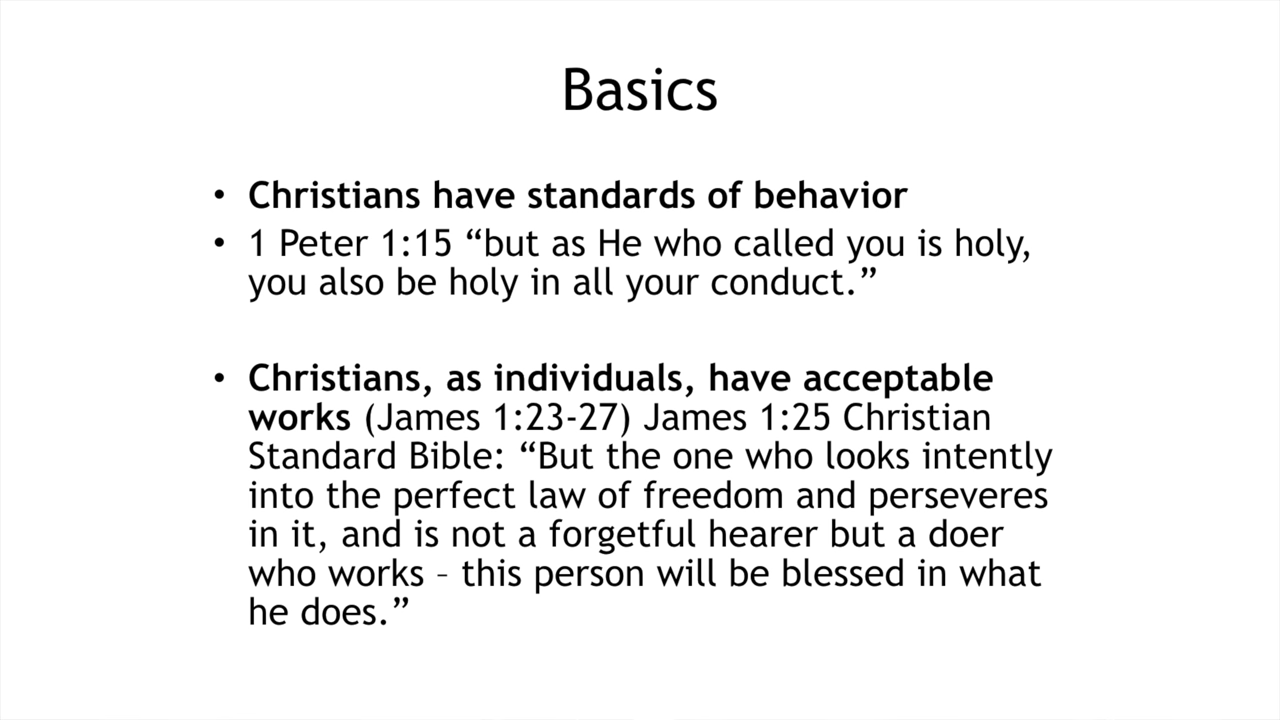 Basics
• Christians have standards of behavior
• 1 Peter 1:15 “but as He who called you is holy,
you also be holy in all your conduct.”
• Christians, as individuals, have acceptable
works (James 1:23-27) James 1:25 Christian
Standard Bible: “But the one who looks intently
into the perfect law of freedom and perseveres
in it, and is not a forgetful hearer but a doer
who works – this person will be blessed in what
he does.”